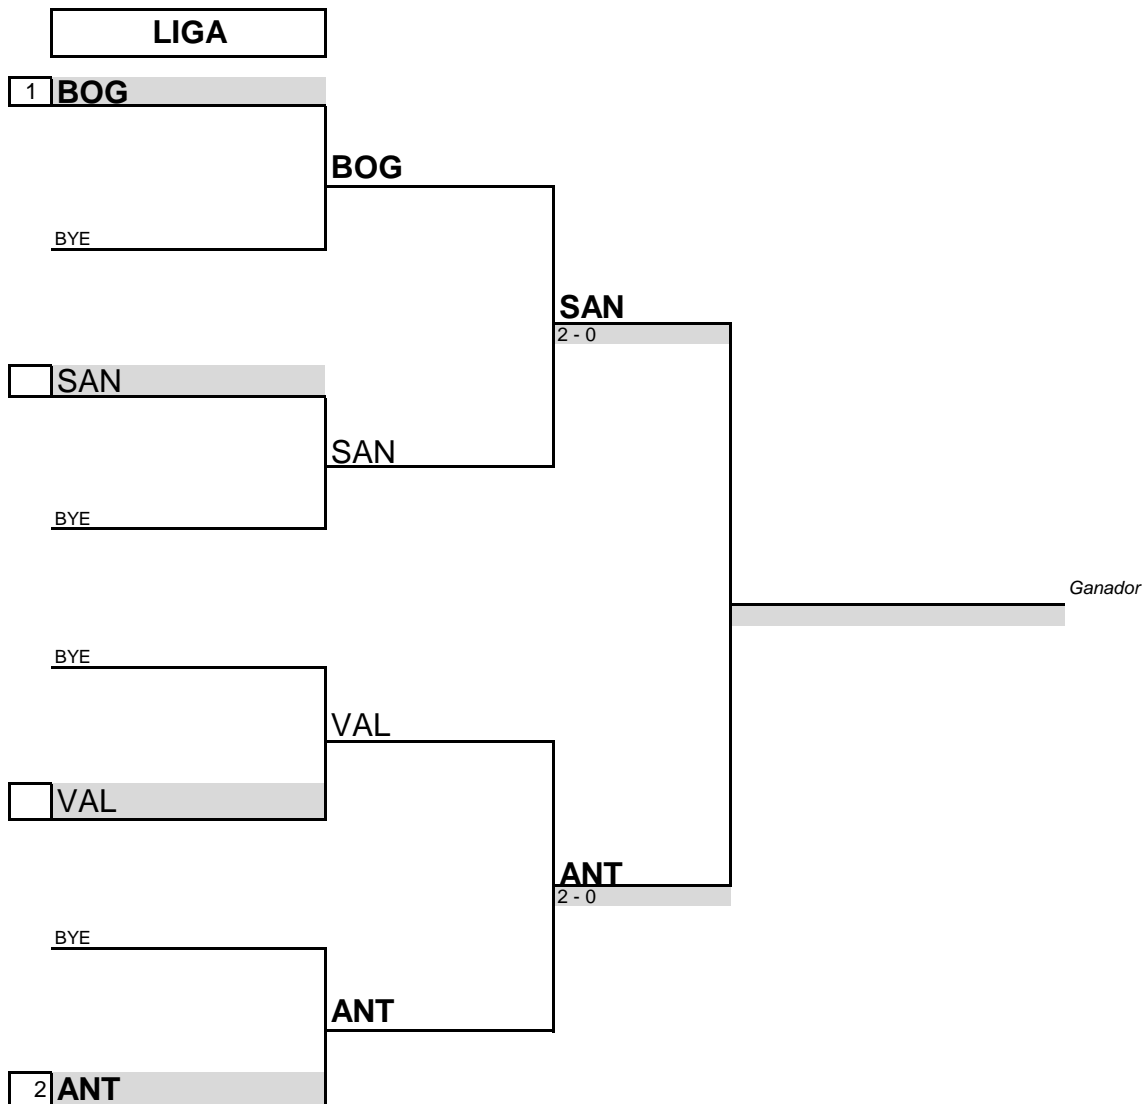 LIGA
1 BOG
BOG
BYE
SAN
2 - 0
SAN
SAN
BYE
Ganador
BYE
VAL
VAL
ANT
2 - 0
BYE
ANT
2 ANT